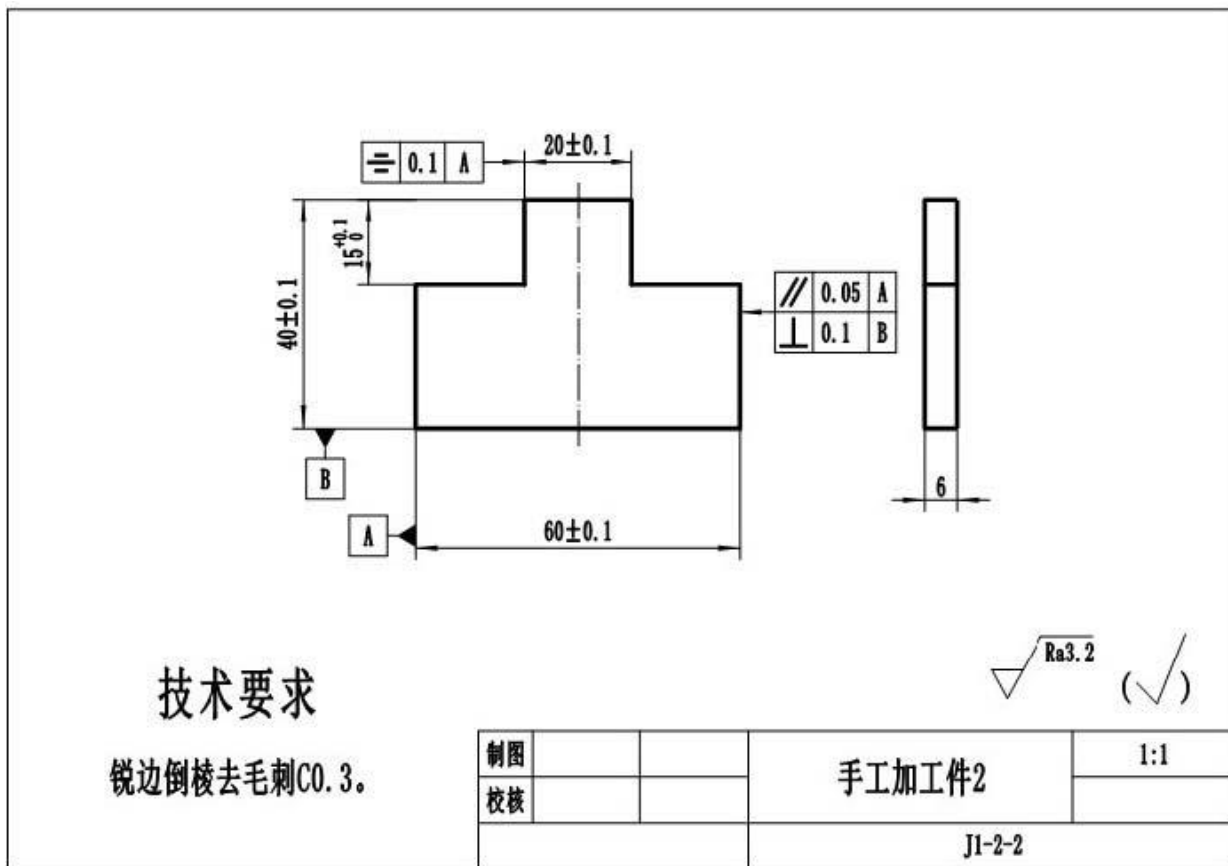 20±0.1
⌯ 0.1 A
15 +0.1 0
40±0.1
∥ 0.05 A
⊥ 0.1 B
B
A
60±0.1
6
Ra3.2
(√)
技术要求
锐边倒棱去毛刺C0.3。
制图
校核
手工加工件2
1:1
J1-2-2